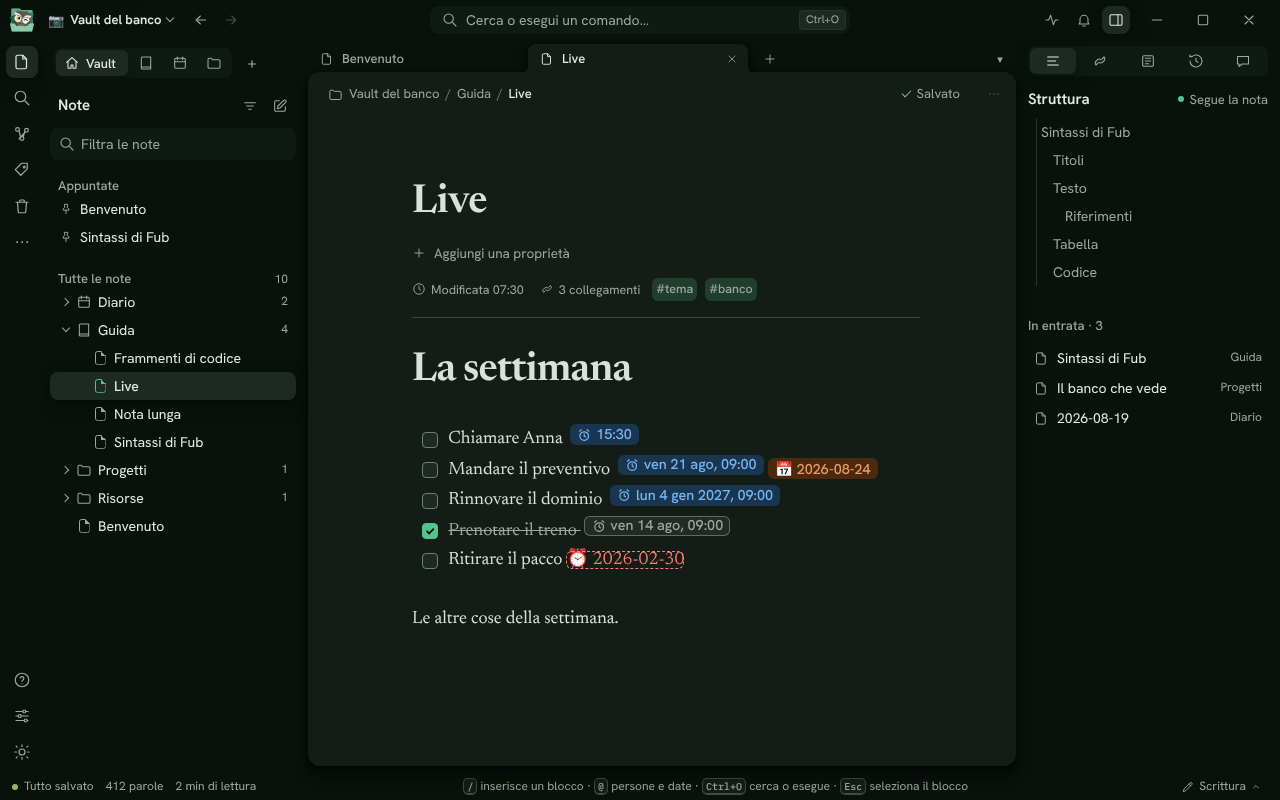 Vault del banco
Cerca o esegui un comando…
Ctrl+O
Vault
Benvenuto
Live
Note
Filtra le note
Appuntate
Benvenuto
Sintassi di Fub
Tutte le note 10
Diario 2
Guida 4
Frammenti di codice
Live
Nota lunga
Sintassi di Fub
Progetti 1
Risorse 1
Benvenuto
Vault del banco / Guida / Live
Salvato
Live
Aggiungi una proprietà
Modificata 07:30 3 collegamenti #tema #banco
La settimana
Chiamare Anna 15:30
Mandare il preventivo ven 21 ago, 09:00 2026-08-24
Rinnovare il dominio lun 4 gen 2027, 09:00
Prenotare il treno ven 14 ago, 09:00
Ritirare il pacco ⏰ 2026-02-30
Le altre cose della settimana.
Struttura Segue la nota
Sintassi di Fub
Titoli
Testo
Riferimenti
Tabella
Codice
In entrata · 3
Sintassi di Fub Guida
Il banco che vede Progetti
2026-08-19 Diario
Tutto salvato 412 parole 2 min di lettura
/ inserisce un blocco · @ persone e date · Ctrl+O cerca o esegue · Esc seleziona il blocco
Scrittura